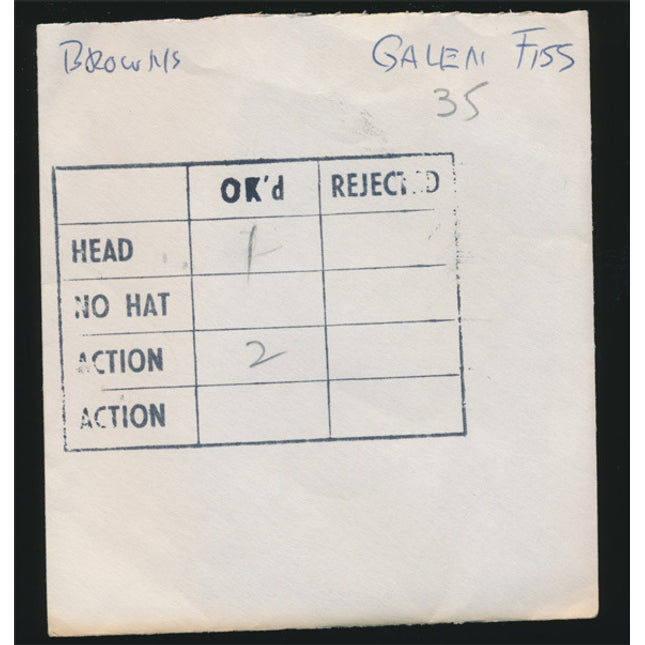 BROWNS GALEN FISS
35
OK'd REJECTED
HEAD 1
NO HAT
ACTION 2
ACTION